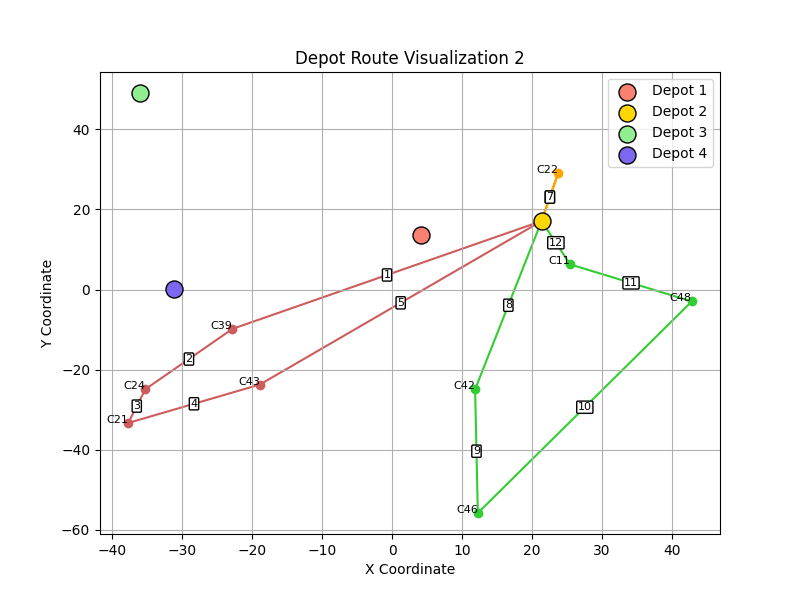 Depot Route Visualization 2
Depot 1
Depot 2
Depot 3
Depot 4
Y Coordinate
40
20
0
−20
−40
−60
C22
7
12
C11
11
C48
1
5
8
C39
2
C24
3
C21
4
C43
C42
9
10
C46
−40
−30
−20
−10
0
10
20
30
40
X Coordinate